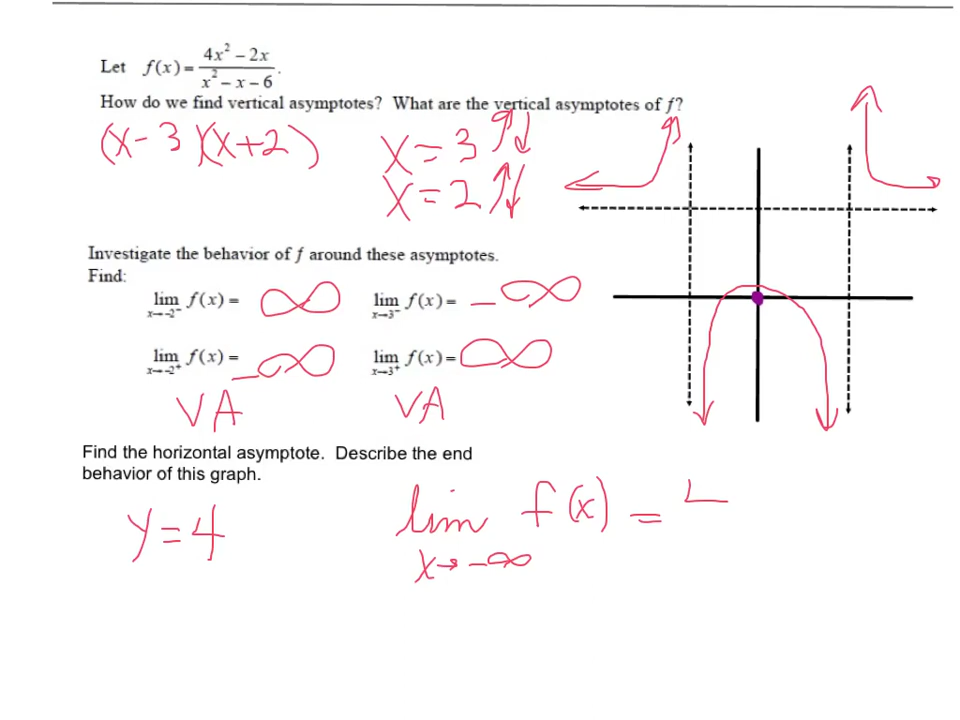 Let f(x) = (4x² – 2x)/(x² – x – 6).
How do we find vertical asymptotes? What are the vertical asymptotes of f?
(x-3)(x+2) x=3 ↑↓
x=2 ↑↓
Investigate the behavior of f around these asymptotes.
Find:
lim x→-2⁻ f(x) = ∞ lim x→3⁻ f(x) = -∞
lim x→-2⁺ f(x) = -∞ lim x→3⁺ f(x) = ∞
VA VA
Find the horizontal asymptote. Describe the end
behavior of this graph.
y=4 lim x→-∞ f(x) =